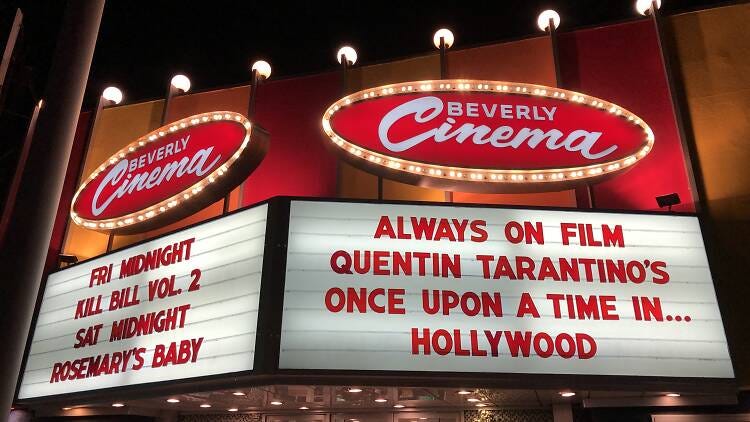 BEVERLY
Cinema
FRI MIDNIGHT
KILL BILL VOL. 2
SAT MIDNIGHT
ROSEMARY'S BABY
BEVERLY
Cinema
ALWAYS ON FILM
QUENTIN TARANTINO'S
ONCE UPON A TIME IN...
HOLLYWOOD